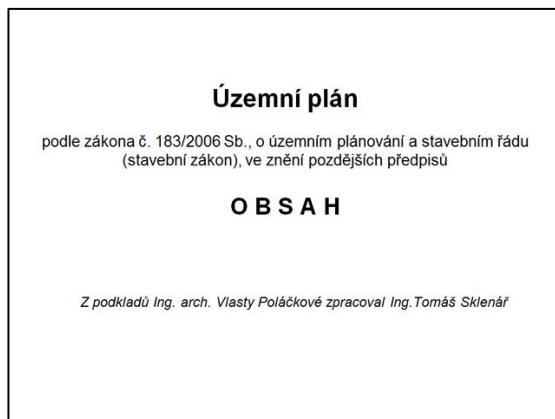 Územní plán
podle zákona č. 183/2006 Sb., o územním plánování a stavebním řádu
(stavební zákon), ve znění pozdějších předpisů
O B S A H
Z podkladů Ing. arch. Vlasty Poláčkové zpracoval Ing.Tomáš Sklenář